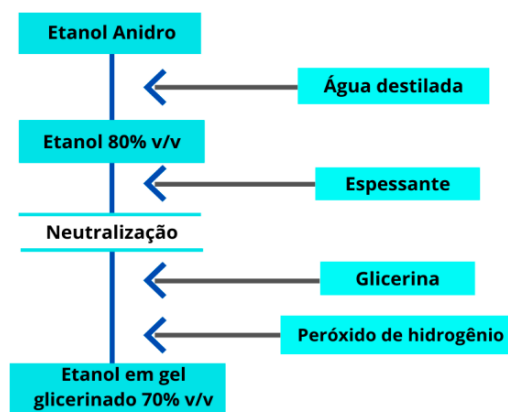 Etanol Anidro
Água destilada
Etanol 80% v/v
Espessante
Neutralização
Glicerina
Peróxido de hidrogênio
Etanol em gel
glicerinado 70% v/v